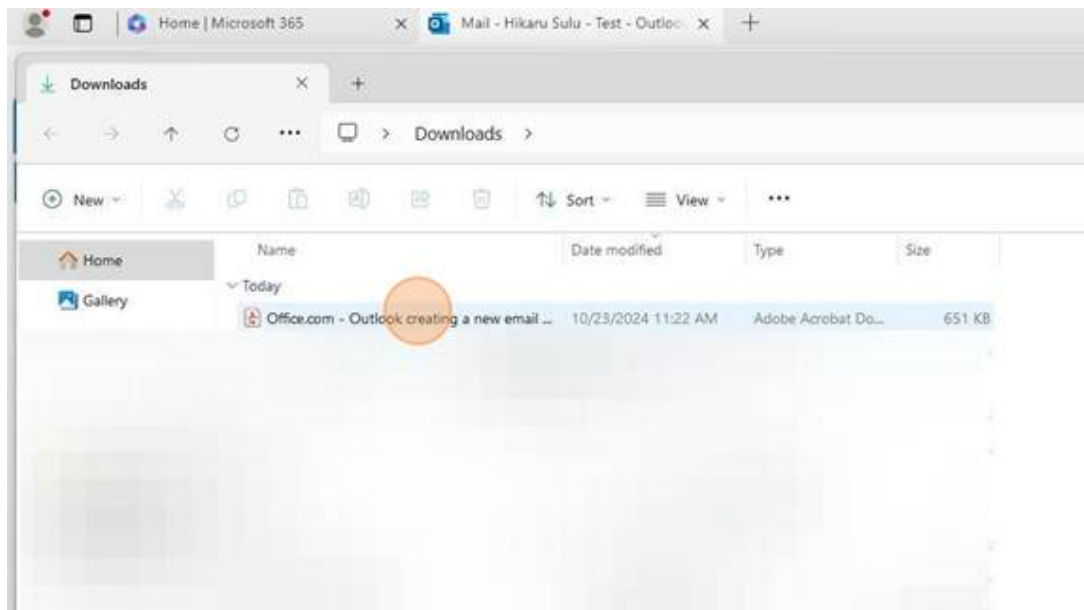 Home | Microsoft 365 Mail - Hikaru Sulu - Test - Outloo
Downloads
Downloads
New Sort View
Home
Gallery
Name Date modified Type Size
Today
Office.com - Outlook creating a new email ... 10/23/2024 11:22 AM Adobe Acrobat Do... 651 KB